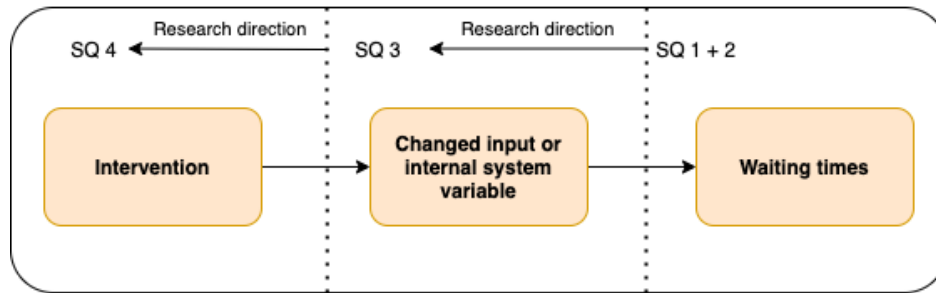 Research direction
Research direction
SQ 4
SQ 3
SQ 1 + 2
Intervention
Changed input or
internal system
variable
Waiting times